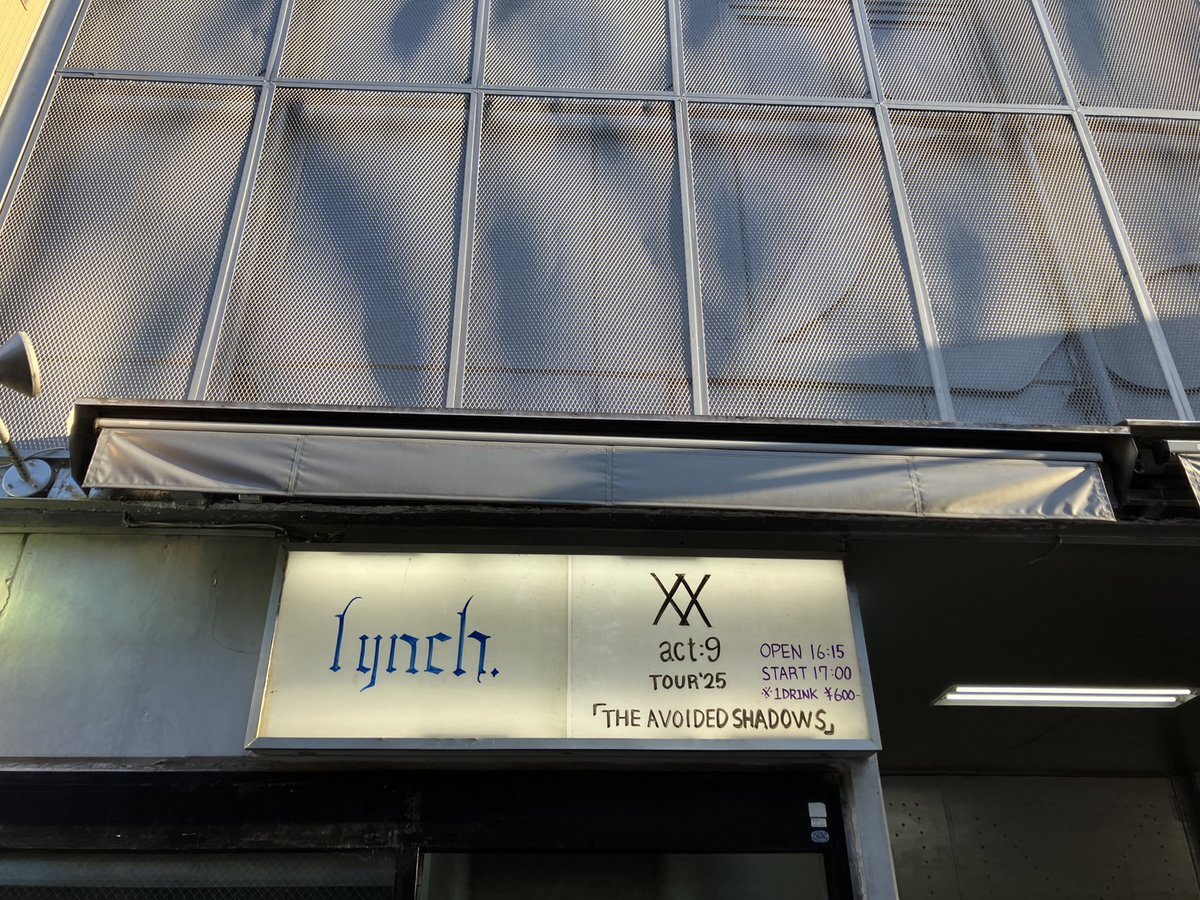 lynch.
XX
act:9
TOUR'25
OPEN 16:15
START 17:00
※1DRINK ¥600-
「THE AVOIDED SHADOWS」